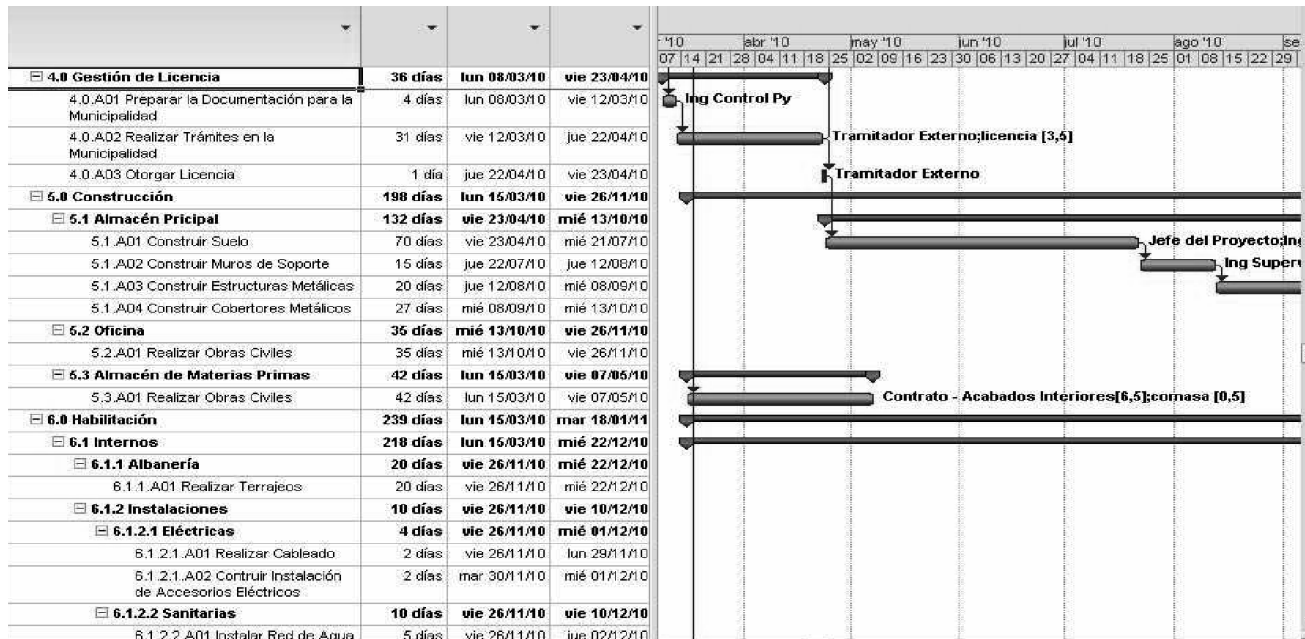 '10 abr '10 may '10 jun '10 jul '10 ago '10 se
07 14 21 28 04 11 18 25 02 09 16 23 30 06 13 20 27 04 11 18 25 01 08 15 22 29
4.0 Gestión de Licencia 36 días lun 08/03/10 vie 23/04/10
4.0.A01 Preparar la Documentación para la 4 días lun 08/03/10 vie 12/03/10 Ing Control Py
Municipalidad
4.0.A02 Realizar Trámites en la 31 días vie 12/03/10 jue 22/04/10 Tramitador Externo;licencia [3,5]
Municipalidad
4.0.A03 Otorgar Licencia 1 día jue 22/04/10 vie 23/04/10 Tramitador Externo
5.0 Construcción 198 días lun 15/03/10 vie 26/11/10
5.1 Almacén Pricipal 132 días vie 23/04/10 mié 13/10/10
5.1.A01 Construir Suelo 70 días vie 23/04/10 mié 21/07/10 Jefe del Proyecto;Ing
5.1.A02 Construir Muros de Soporte 15 días jue 22/07/10 jue 12/08/10 Ing Superv
5.1.A03 Construir Estructuras Metálicas 20 días jue 12/08/10 mié 08/09/10
5.1.A04 Construir Cobertores Metálicos 27 días mié 08/09/10 mié 13/10/10
5.2 Oficina 35 días mié 13/10/10 vie 26/11/10
5.2.A01 Realizar Obras Civiles 35 días mié 13/10/10 vie 26/11/10
5.3 Almacén de Materias Primas 42 días lun 15/03/10 vie 07/05/10
5.3.A01 Realizar Obras Civiles 42 días lun 15/03/10 vie 07/05/10 Contrato - Acabados Interiores[6,5];comasa [0,5]
6.0 Habilitación 239 días lun 15/03/10 mar 18/01/11
6.1 Internos 218 días lun 15/03/10 mié 22/12/10
6.1.1 Albanería 20 días vie 26/11/10 mié 22/12/10
6.1.1.A01 Realizar Terrajeos 20 días vie 26/11/10 mié 22/12/10
6.1.2 Instalaciones 10 días vie 26/11/10 vie 10/12/10
6.1.2.1 Eléctricas 4 días vie 26/11/10 mié 01/12/10
6.1.2.1.A01 Realizar Cableado 2 días vie 26/11/10 lun 29/11/10
6.1.2.1.A02 Contruir Instalación 2 días mar 30/11/10 mié 01/12/10
de Accesorios Eléctricos
6.1.2.2 Sanitarias 10 días vie 26/11/10 vie 10/12/10
6.1.2.2.A01 Instalar Red de Agua 5 días vie 26/11/10 jue 02/12/10